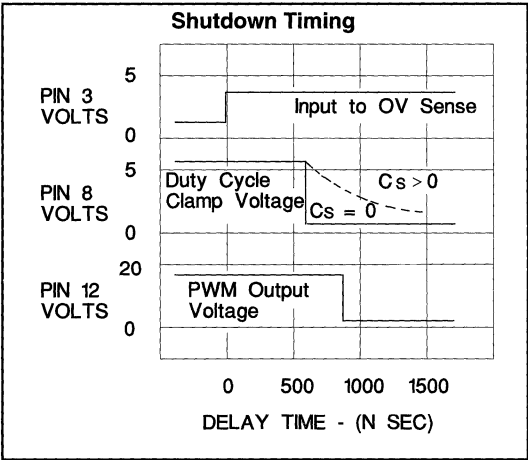 Shutdown Timing
5
PIN 3
VOLTS
Input to OV Sense
0
5
PIN 8
VOLTS
Duty Cycle
Clamp Voltage
Cs > 0
Cs = 0
0
20
PIN 12
VOLTS
PWM Output
Voltage
0
0 500 1000 1500
DELAY TIME - (N SEC)